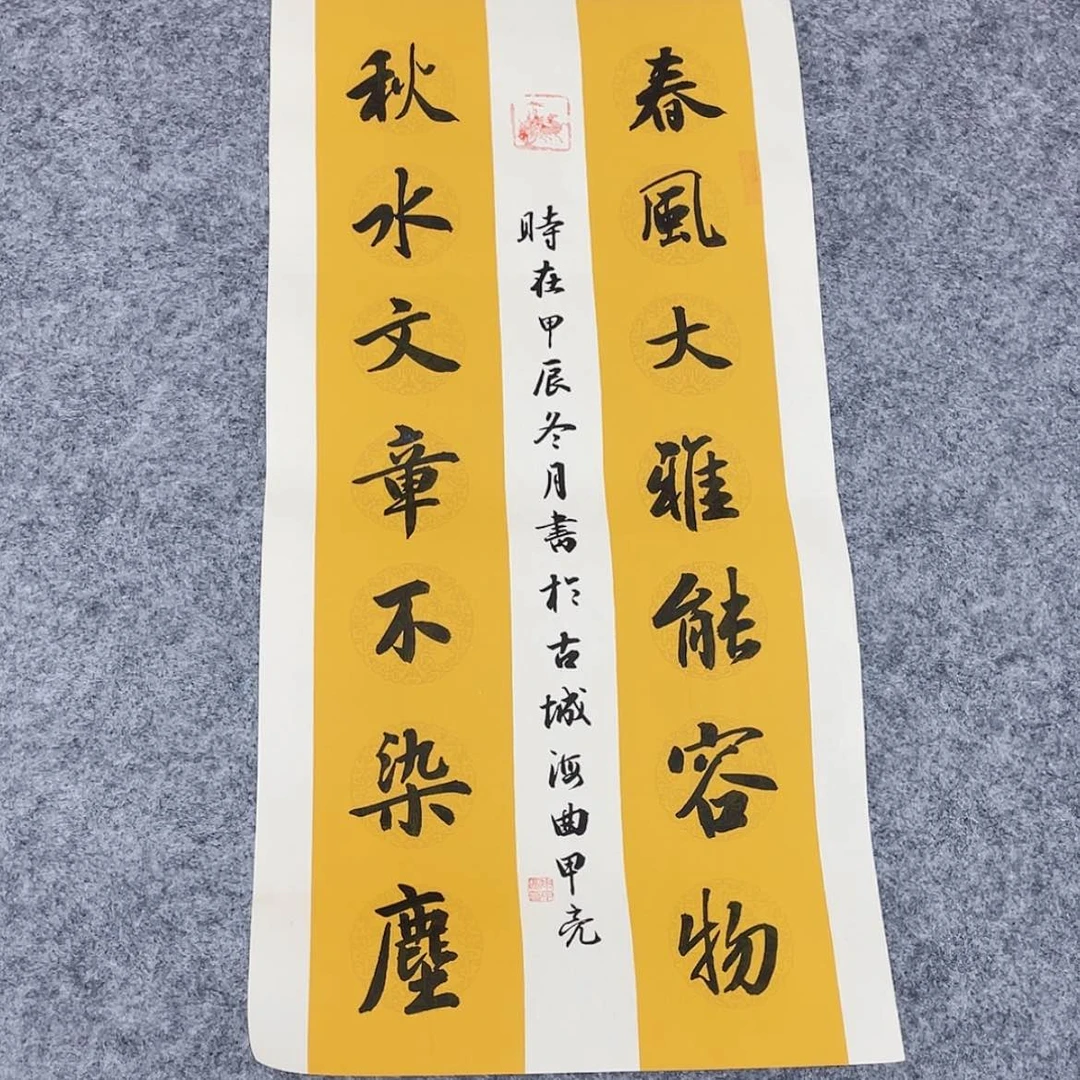 春風大雅能容物
秋水文章不染塵
時在甲辰冬月書於古城海曲甲亮